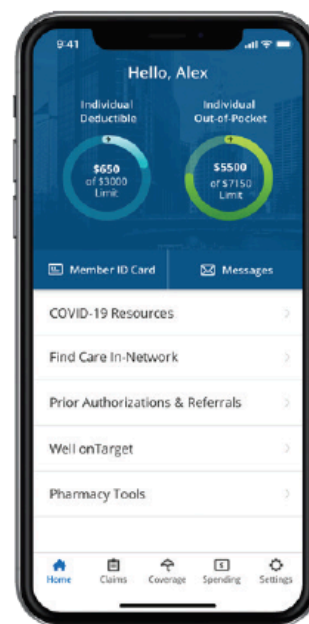 9:41
Hello, Alex
Individual
Deductible
Individual
Out-of-Pocket
$650
of $3000
Limit
$5500
of $7150
Limit
Member ID Card
Messages
COVID-19 Resources
Find Care In-Network
Prior Authorizations & Referrals
Well onTarget
Pharmacy Tools
Home
Claims
Coverage
Spending
Settings